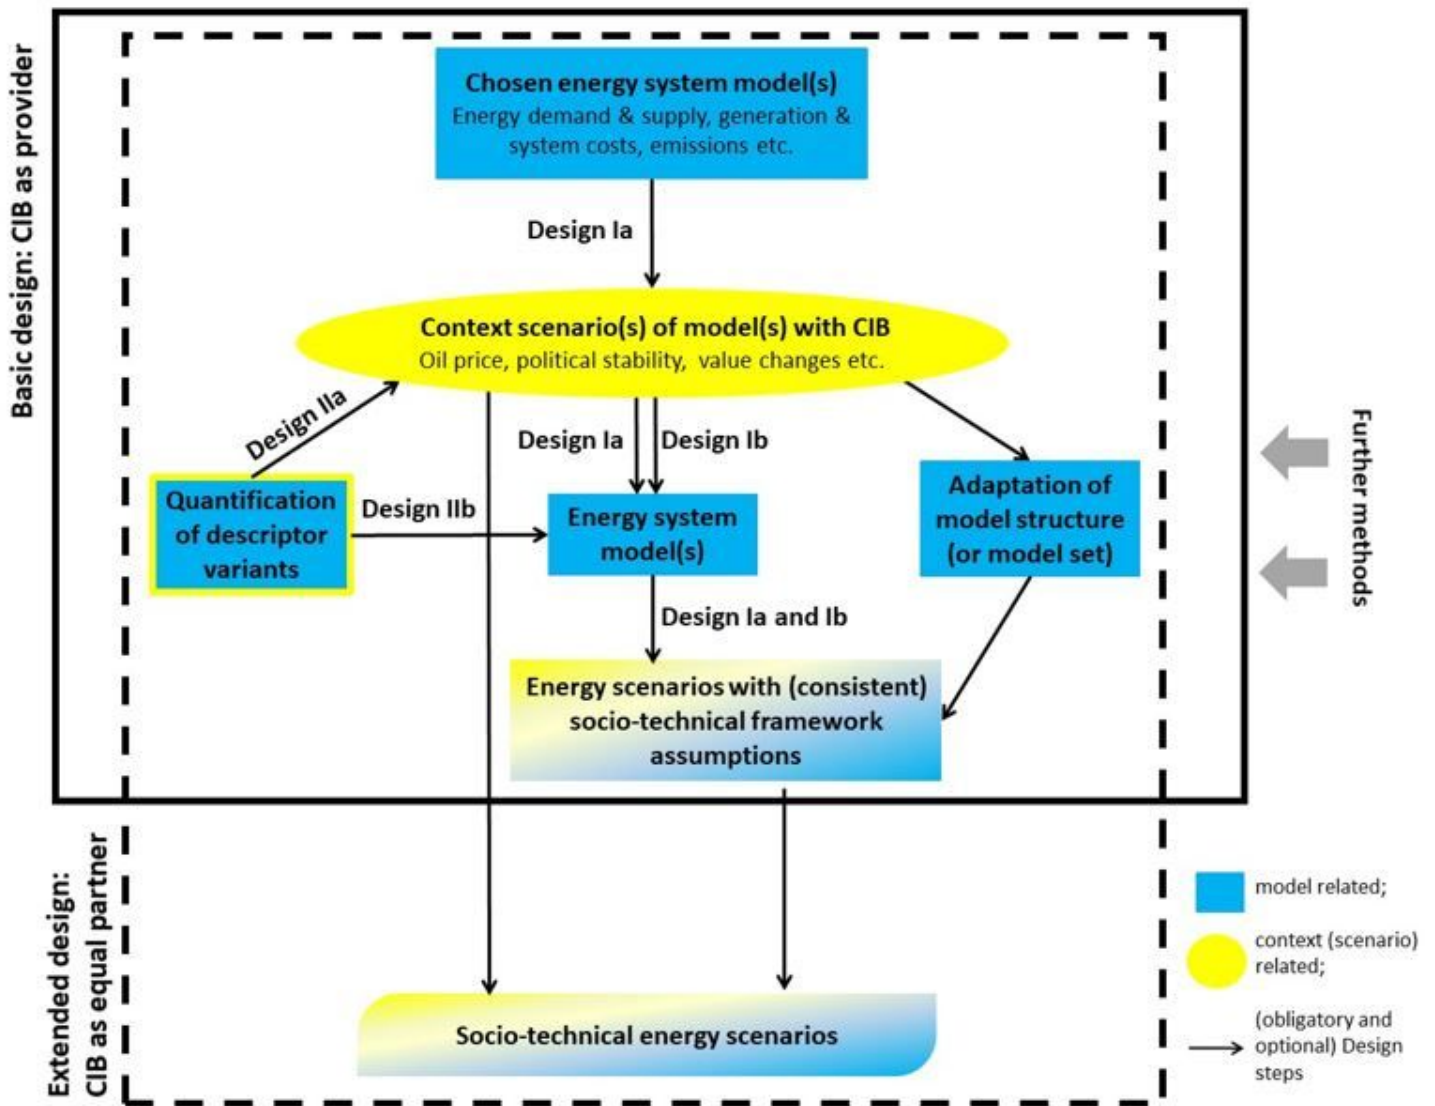 Basic design: CIB as provider
Chosen energy system model(s)
Energy demand & supply, generation &
system costs, emissions etc.
Design Ia
Context scenario(s) of model(s) with CIB
Oil price, political stability, value changes etc.
Design IIa
Design Ia
Design Ib
Quantification
of descriptor
variants
Design IIb
Energy system
model(s)
Adaptation of
model structure
(or model set)
Further methods
Design Ia and Ib
Energy scenarios with (consistent)
socio-technical framework
assumptions
Extended design:
CIB as equal partner
Socio-technical energy scenarios
model related;
context (scenario)
related;
(obligatory and
optional) Design
steps